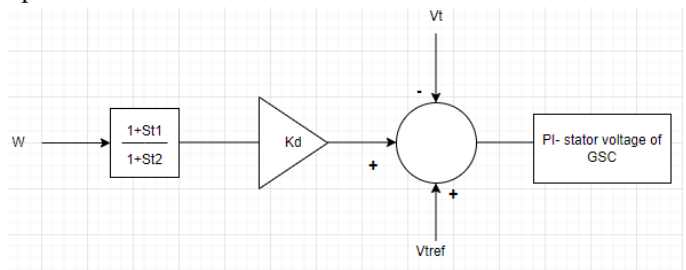 Vt
-
W
1+St1
1+St2
Kd
+
PI- stator voltage of
GSC
+
Vtref